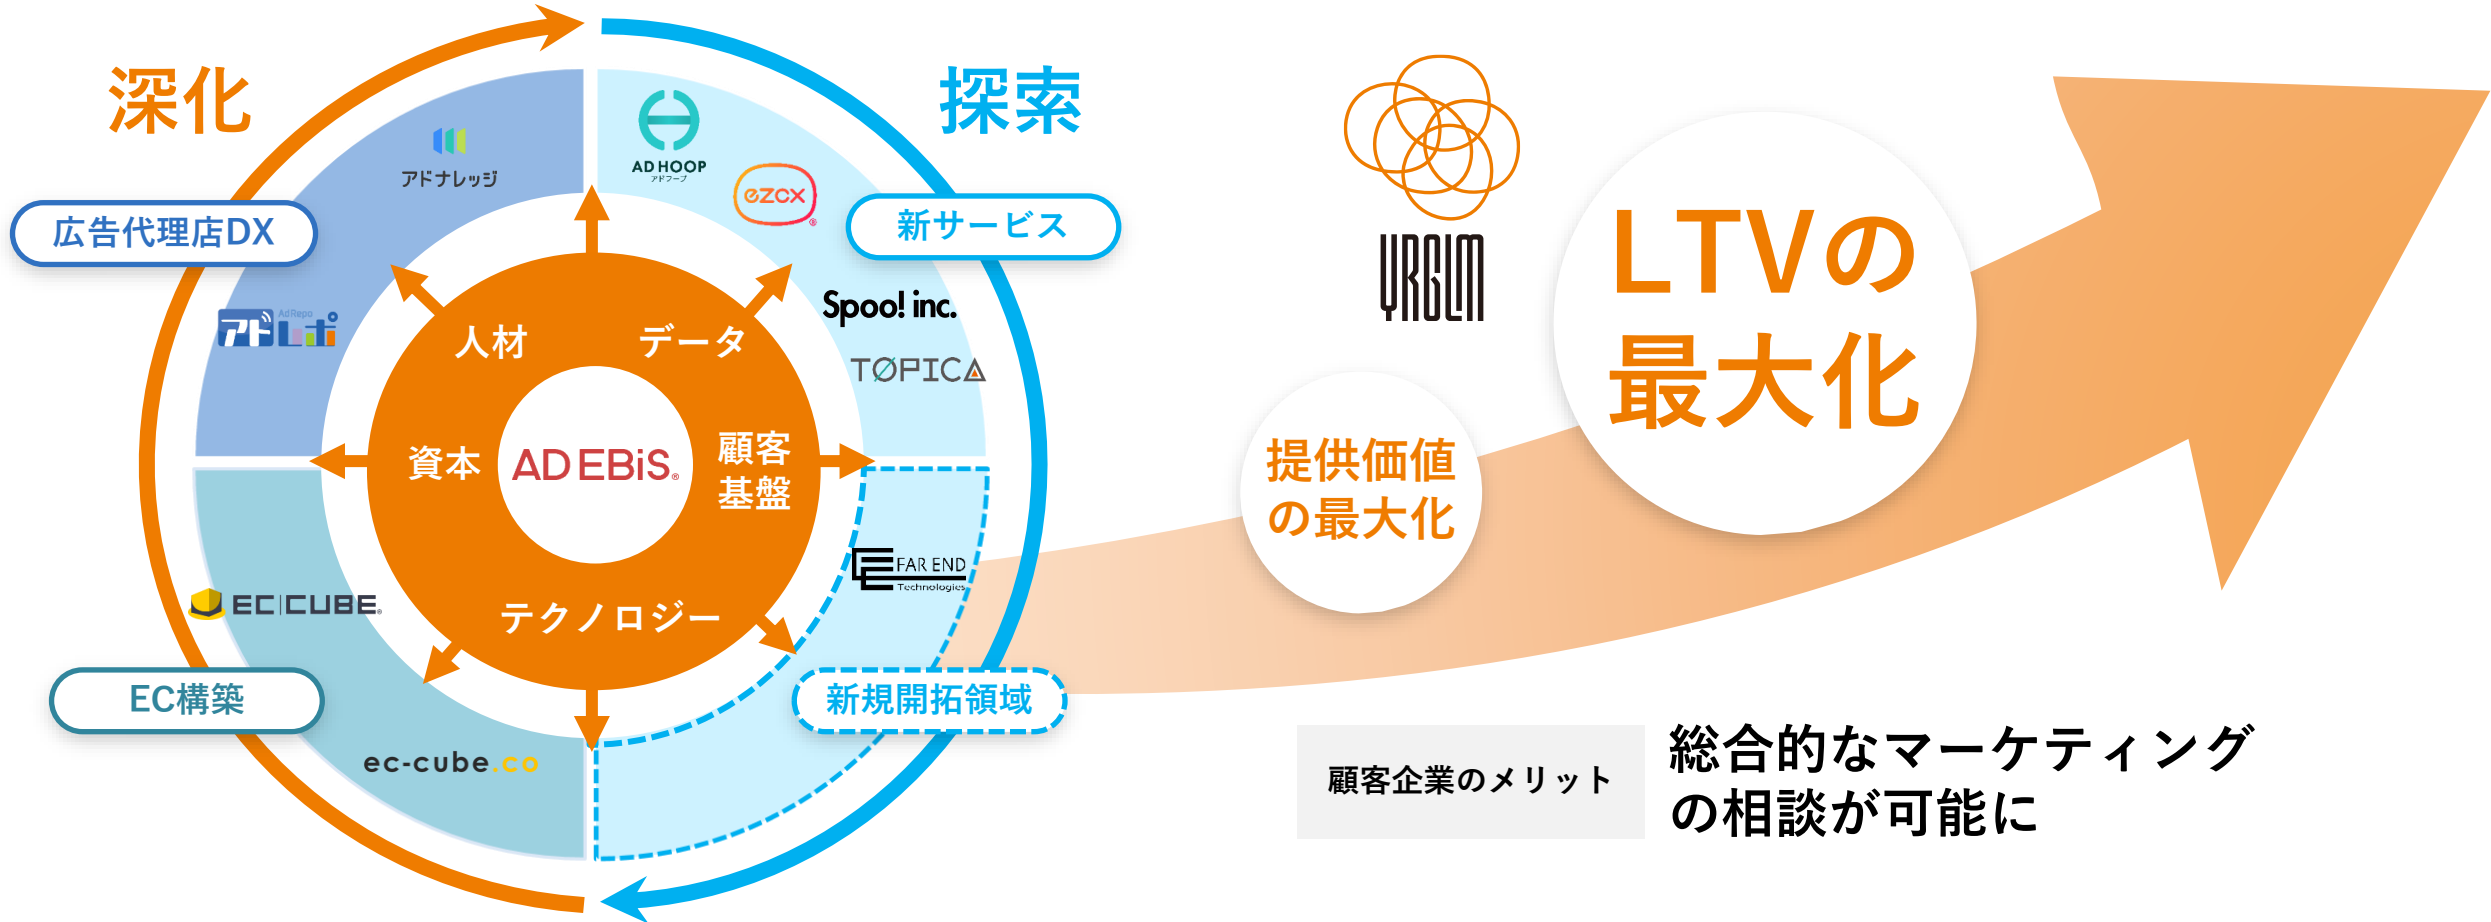 深化
探索
アドナレッジ
AD HOOP
アドフープ
ezcx®
広告代理店DX
新サービス
アド AdRepo
レポ
Spoo! inc.
TOPICA
人材
データ
資本
AD EBiS®
顧客
基盤
テクノロジー
FAR END
Technologies
EC CUBE®
EC構築
新規開拓領域
ec-cube.co
YRGLM
LTVの
最大化
提供価値
の最大化
顧客企業のメリット
総合的なマーケティング
の相談が可能に